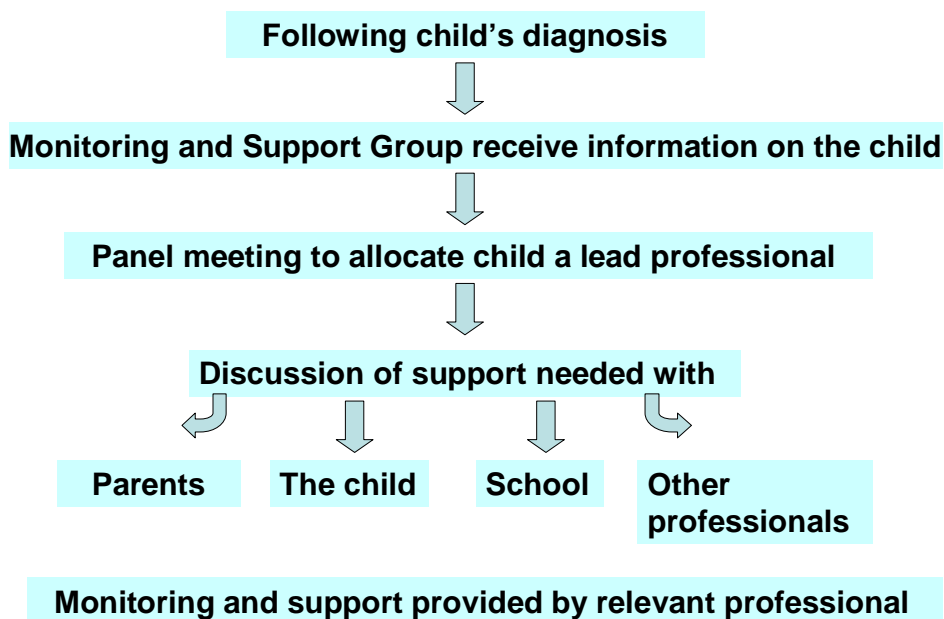 Following child’s diagnosis
Monitoring and Support Group receive information on the child
Panel meeting to allocate child a lead professional
Discussion of support needed with
Parents
The child
School
Other
professionals
Monitoring and support provided by relevant professional